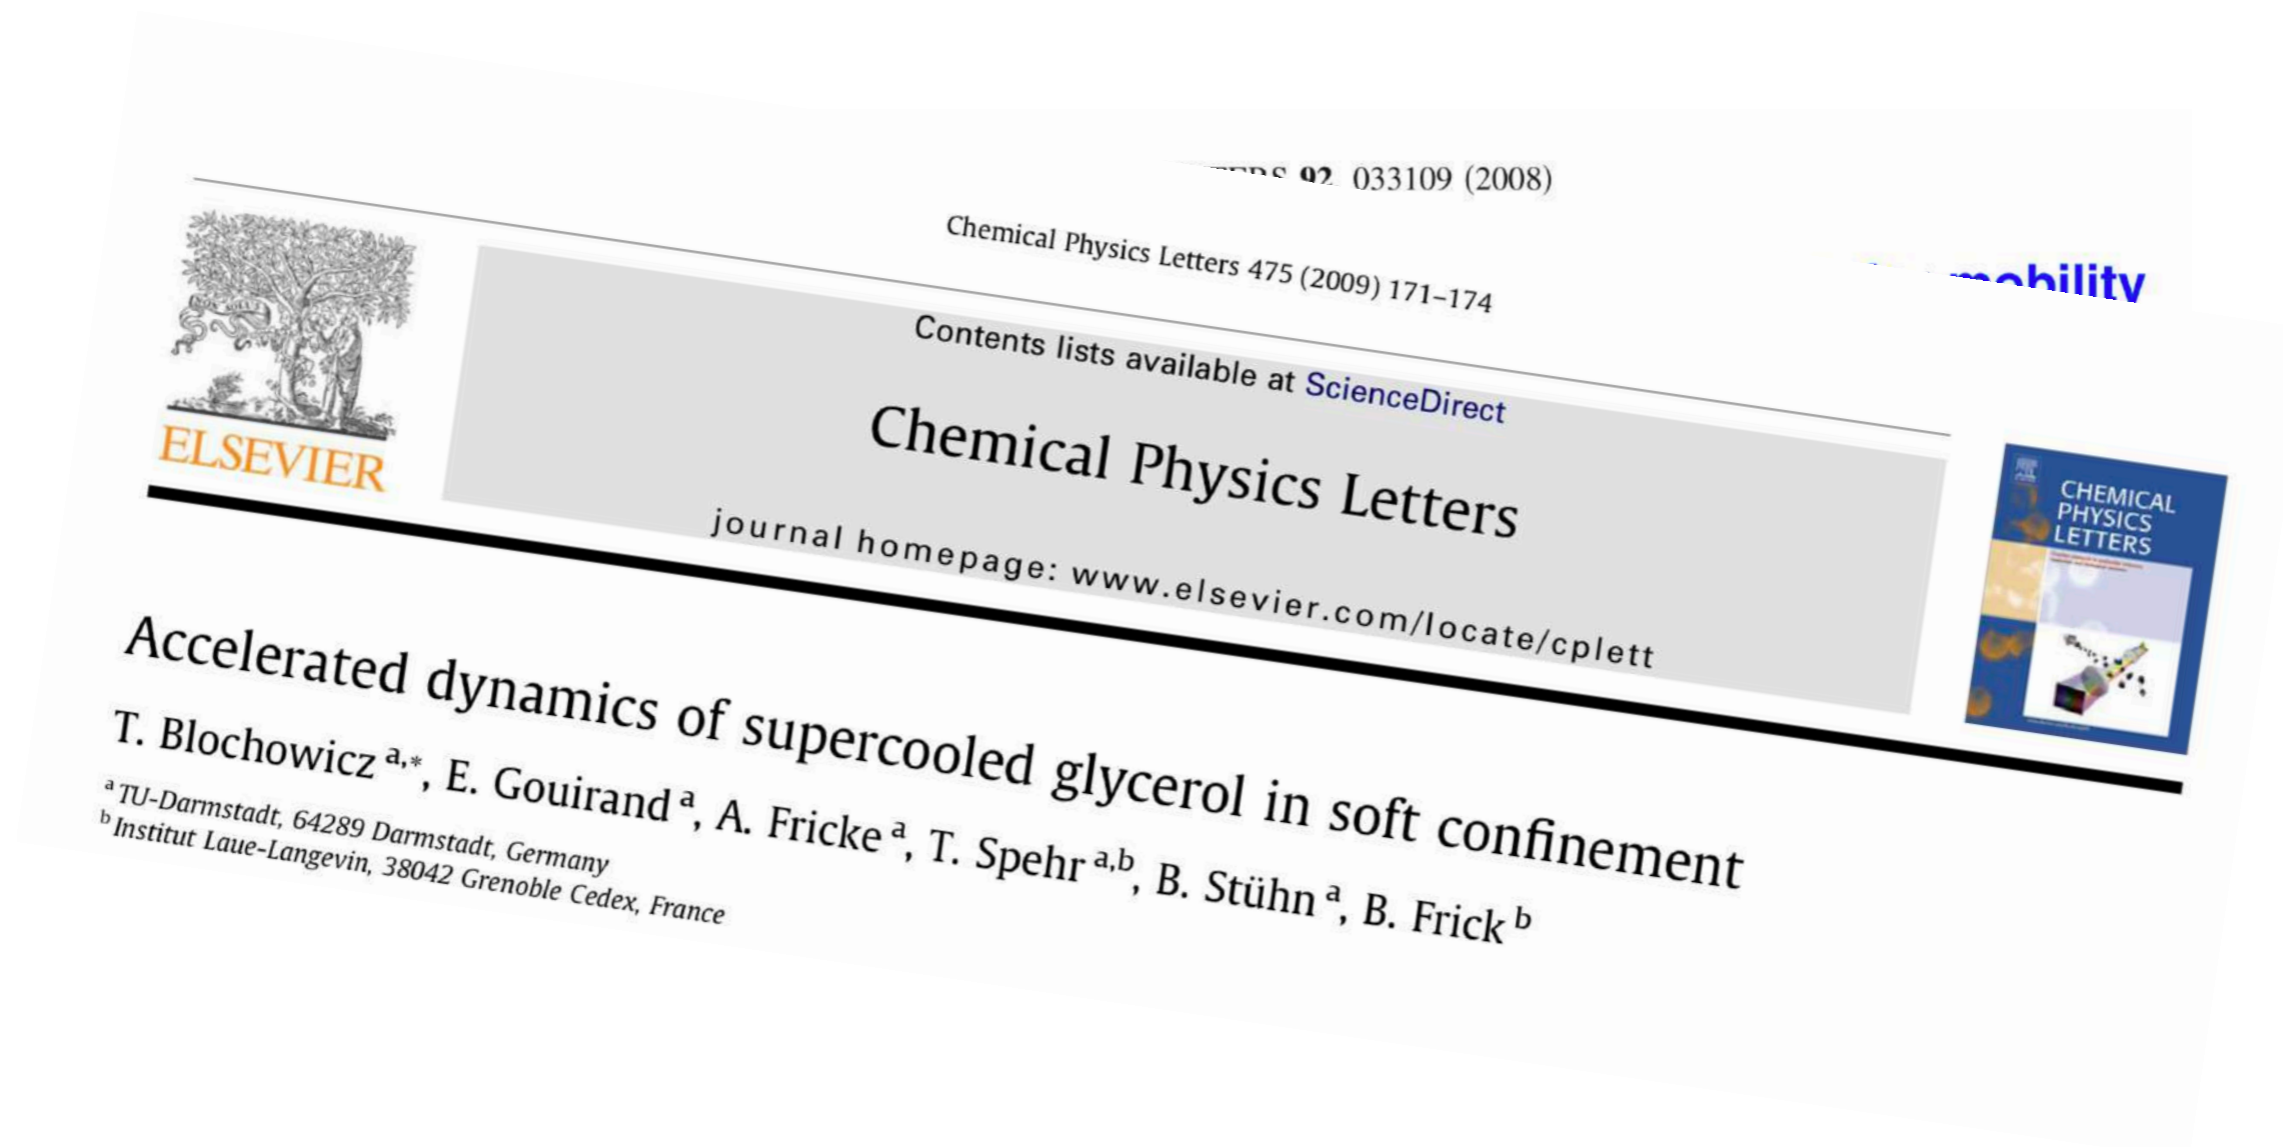 92, 033109 (2008)
mobility
Chemical Physics Letters 475 (2009) 171–174
Contents lists available at ScienceDirect
Chemical Physics Letters
journal homepage: www.elsevier.com/locate/cplett
ELSEVIER
CHEMICAL
PHYSICS
LETTERS
Accelerated dynamics of supercooled glycerol in soft confinement
T. Blochowicz a,*, E. Gouirand a, A. Fricke a, T. Spehr a,b, B. Stühn a, B. Frick b
a TU-Darmstadt, 64289 Darmstadt, Germany
b Institut Laue-Langevin, 38042 Grenoble Cedex, France